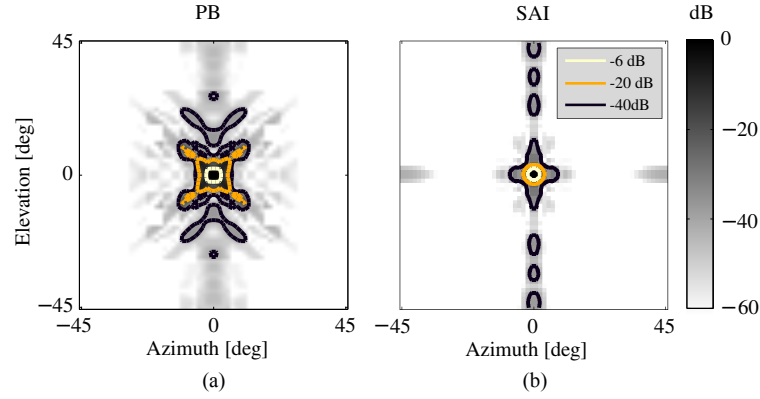 PB
SAI
dB
45
0
−45
Elevation [deg]
−45
0
45
Azimuth [deg]
(a)
-6 dB
-20 dB
-40dB
−45
0
45
Azimuth [deg]
(b)
0
−20
−40
−60